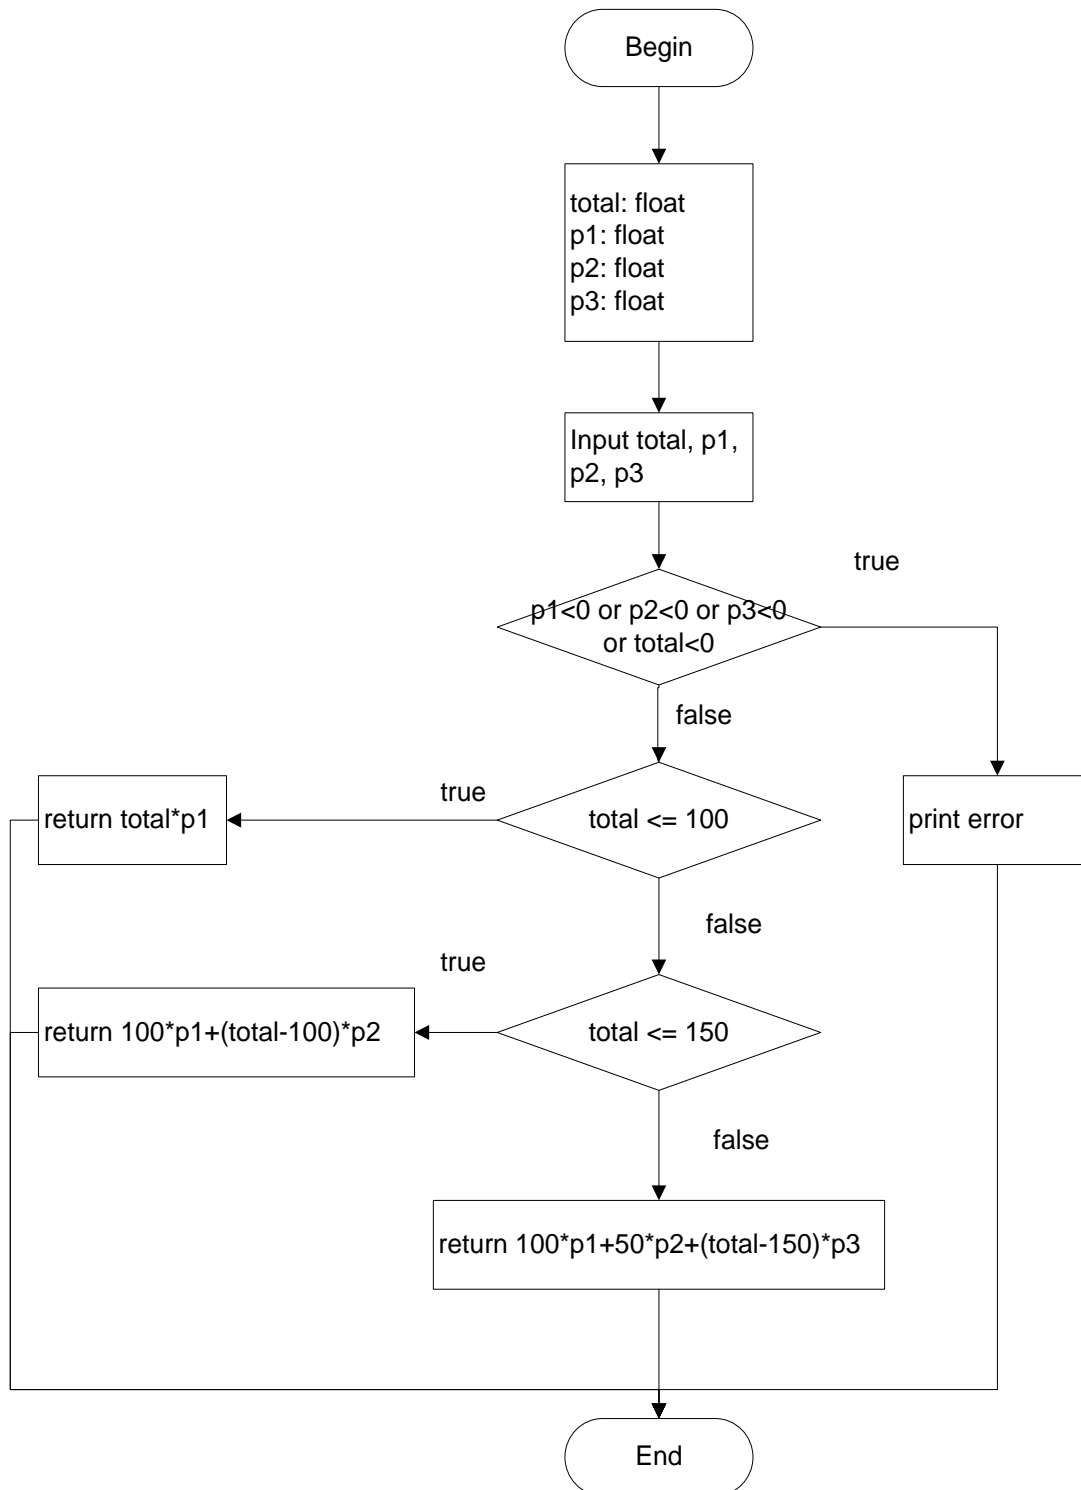 Begin
total: float
p1: float
p2: float
p3: float
Input total, p1,
p2, p3
true
p1<0 or p2<0 or p3<0
or total<0
false
true
return total*p1
total <= 100
print error
false
true
return 100*p1+(total-100)*p2
total <= 150
false
return 100*p1+50*p2+(total-150)*p3
End